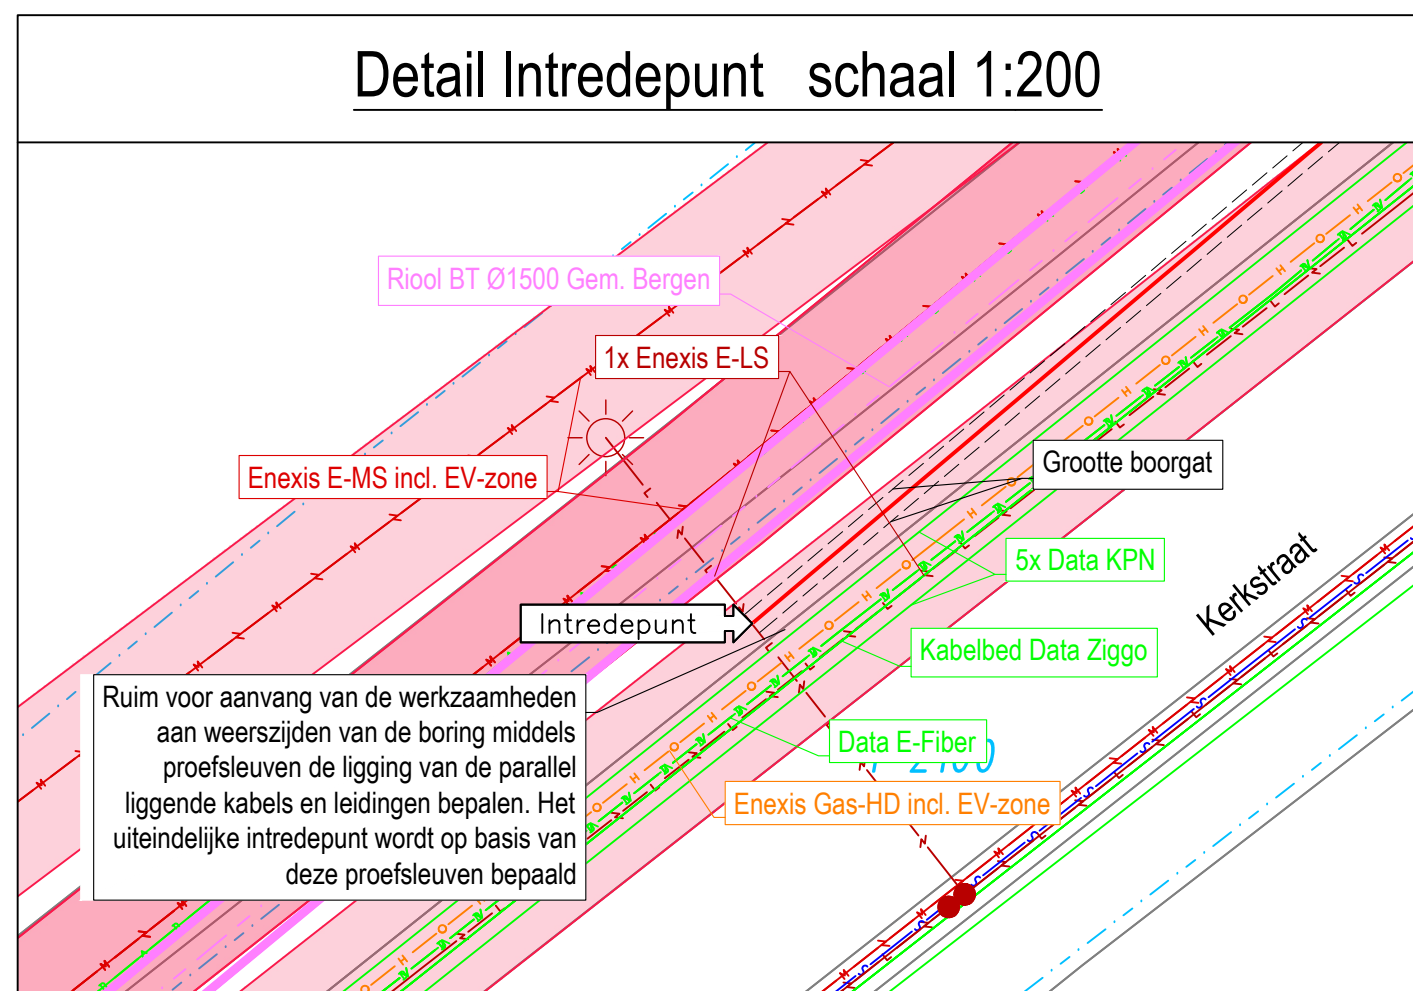 Detail Intredepunt schaal 1:200
Riool BT Ø1500 Gem. Bergen
1x Enexis E-LS
Enexis E-MS incl. EV-zone
Grootte boorgat
5x Data KPN
Kerkstraat
Intredepunt
Kabelbed Data Ziggo
Ruim voor aanvang van de werkzaamheden
aan weerszijden van de boring middels
proefsleuven de ligging van de parallel
liggende kabels en leidingen bepalen. Het
uiteindelijke intredepunt wordt op basis van
deze proefsleuven bepaald
Data E-Fiber
Enexis Gas-HD incl. EV-zone